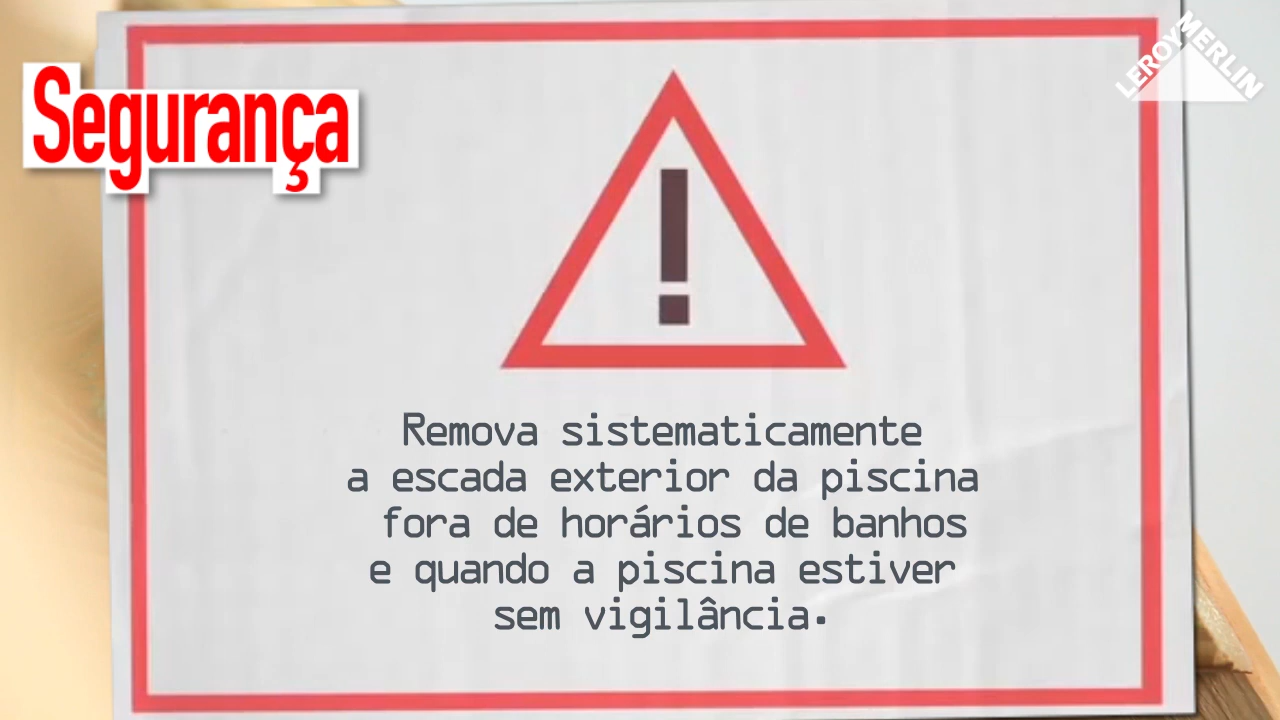 Segurança
LEROY MERLIN
!
Remova sistematicamente
a escada exterior da piscina
fora de horários de banhos
e quando a piscina estiver
sem vigilância.